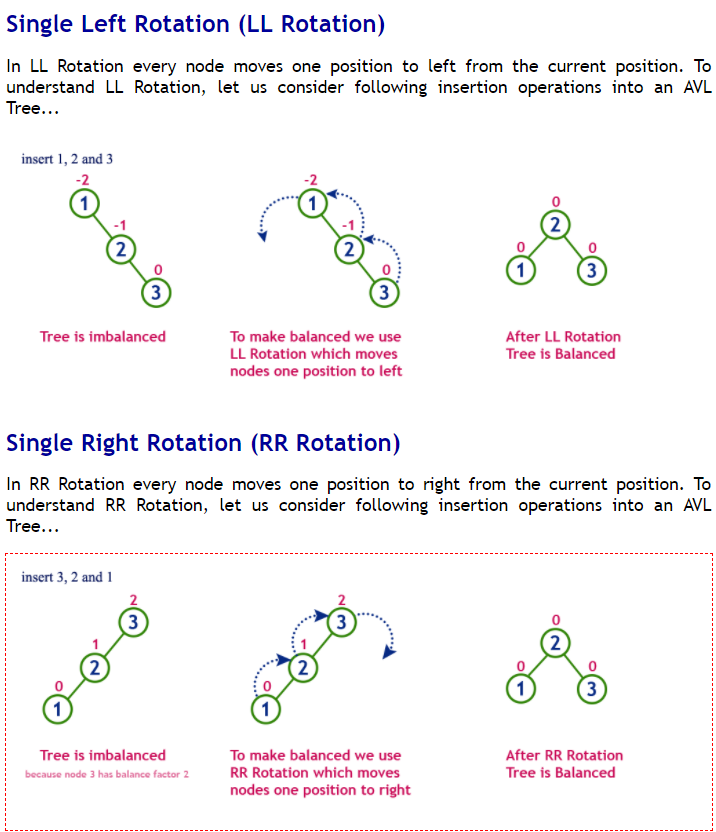 Single Left Rotation (LL Rotation)
In LL Rotation every node moves one position to left from the current position. To
understand LL Rotation, let us consider following insertion operations into an AVL
Tree...
insert 1, 2 and 3
-2
1
-1
2
0
3
-2
1
-1
2
0
3
0
2
0
1
0
3
Tree is imbalanced
To make balanced we use
LL Rotation which moves
nodes one position to left
After LL Rotation
Tree is Balanced
Single Right Rotation (RR Rotation)
In RR Rotation every node moves one position to right from the current position. To
understand RR Rotation, let us consider following insertion operations into an AVL
Tree...
insert 3, 2 and 1
2
3
1
2
0
1
2
3
1
2
0
1
0
2
0
1
0
3
Tree is imbalanced
because node 3 has balance factor 2
To make balanced we use
RR Rotation which moves
nodes one position to right
After RR Rotation
Tree is Balanced